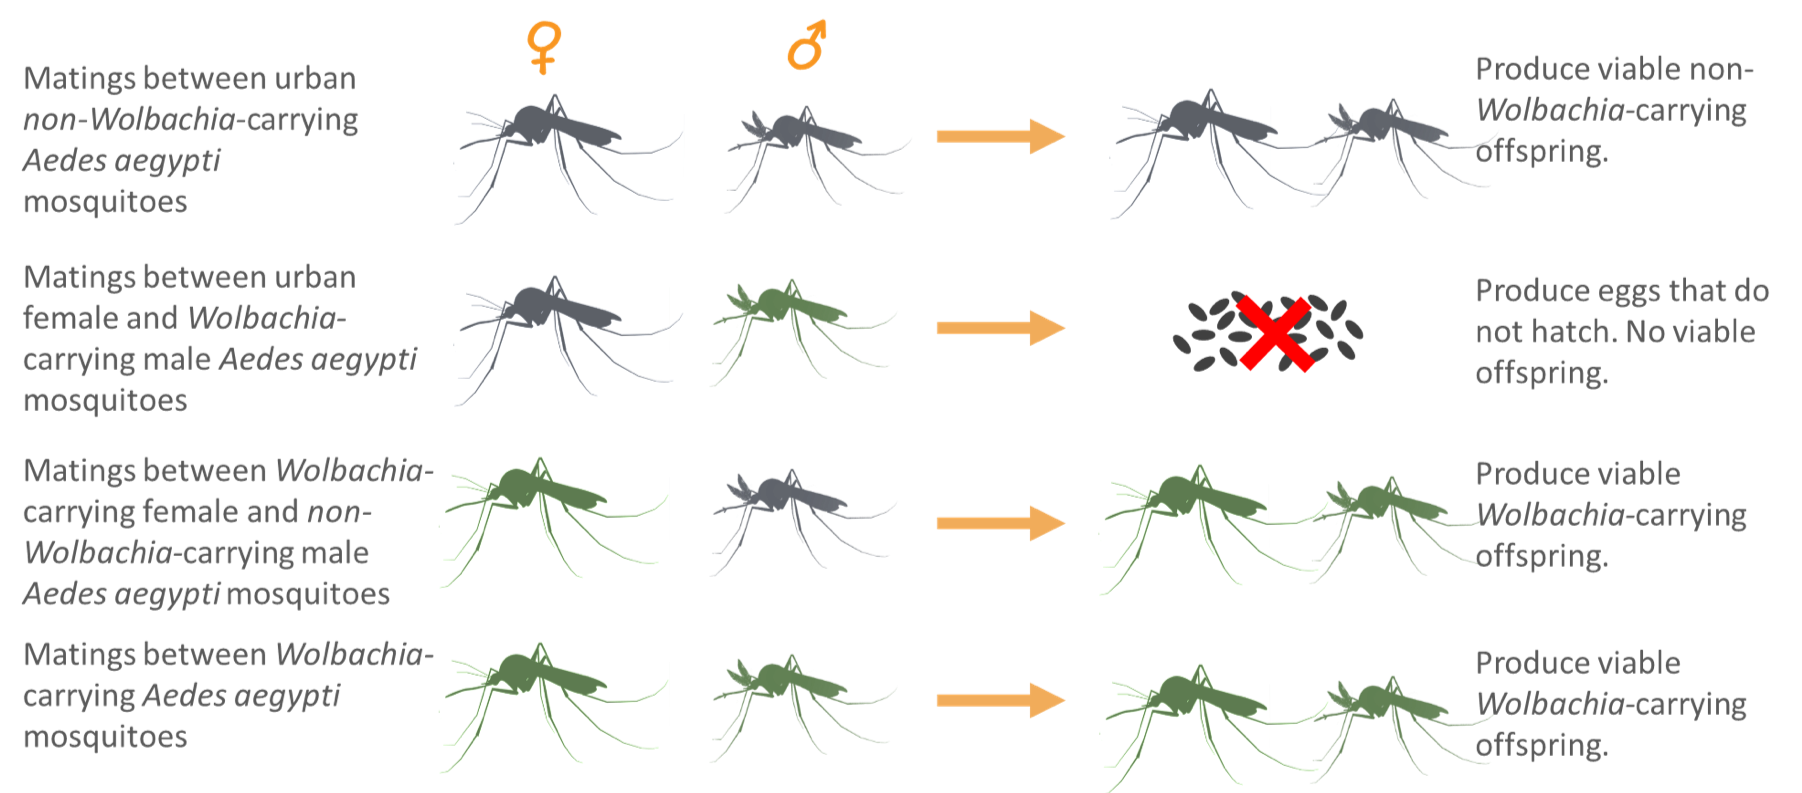 Matings between urban
non-Wolbachia-carrying
Aedes aegypti
mosquitoes
Produce viable non-
Wolbachia-carrying
offspring.
Matings between urban
female and Wolbachia-
carrying male Aedes aegypti
mosquitoes
Produce eggs that do
not hatch. No viable
offspring.
Matings between Wolbachia-
carrying female and non-
Wolbachia-carrying male
Aedes aegypti mosquitoes
Produce viable
Wolbachia-carrying
offspring.
Matings between Wolbachia-
carrying Aedes aegypti
mosquitoes
Produce viable
Wolbachia-carrying
offspring.